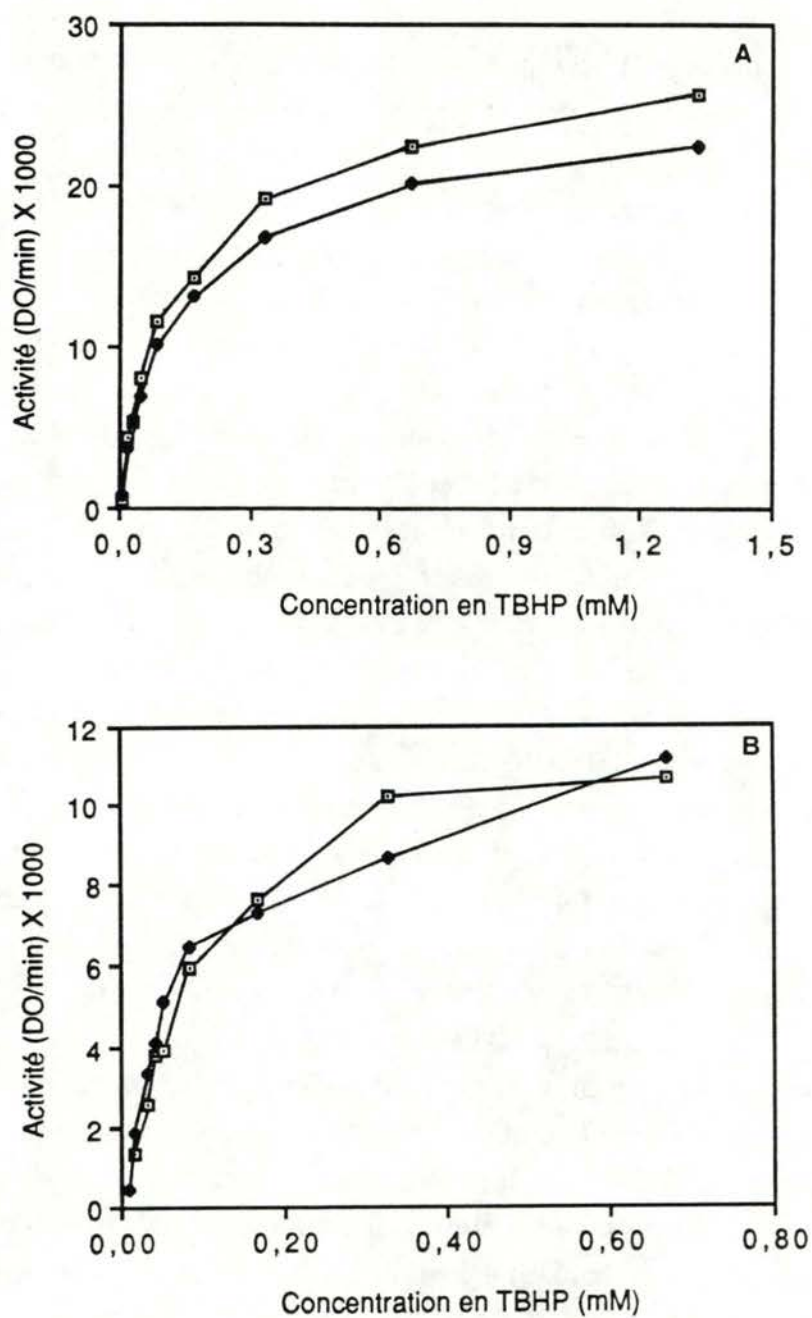 A
30
20
10
0
Activité (DO/min) X 1000
0,0 0,3 0,6 0,9 1,2 1,5
Concentration en TBHP (mM)
B
12
10
8
6
4
2
0
Activité (DO/min) X 1000
0,00 0,20 0,40 0,60 0,80
Concentration en TBHP (mM)